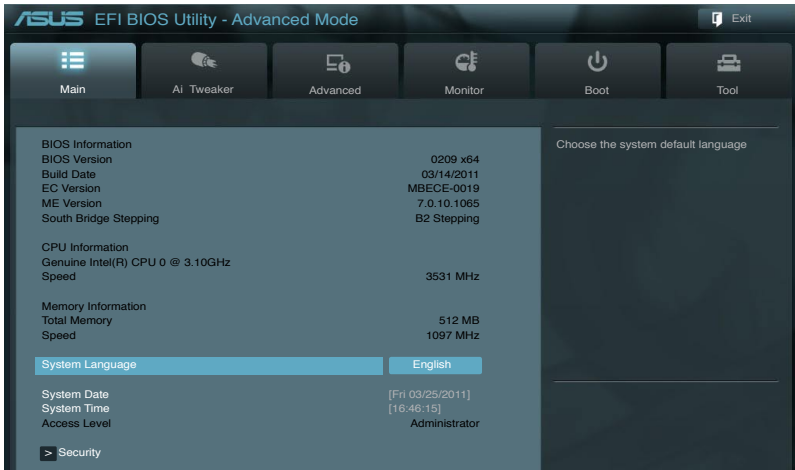 ASUS EFI BIOS Utility - Advanced Mode
Exit
Main
Ai Tweaker
Advanced
Monitor
Boot
Tool
BIOS Information
BIOS Version 0209 x64
Build Date 03/14/2011
EC Version MBECE-0019
ME Version 7.0.10.1065
South Bridge Stepping B2 Stepping
CPU Information
Genuine Intel(R) CPU 0 @ 3.10GHz
Speed 3531 MHz
Memory Information
Total Memory 512 MB
Speed 1097 MHz
System Language English
System Date [Fri 03/25/2011]
System Time [16:46:15]
Access Level Administrator
> Security
Choose the system default language